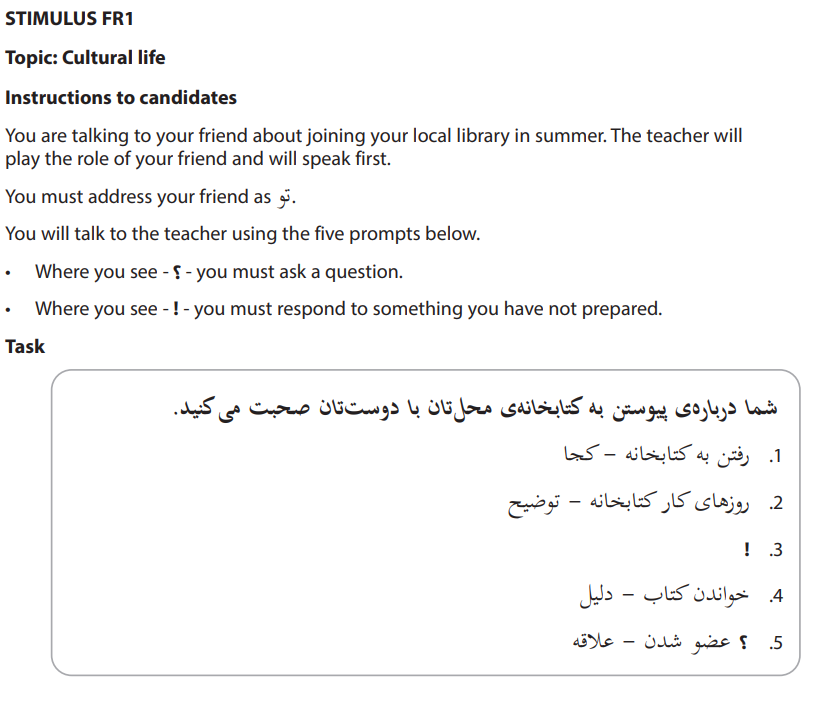 STIMULUS FR1
Topic: Cultural life
Instructions to candidates
You are talking to your friend about joining your local library in summer. The teacher will
play the role of your friend and will speak first.
You must address your friend as تو.
You will talk to the teacher using the five prompts below.
• Where you see - ؟ - you must ask a question.
• Where you see - ! - you must respond to something you have not prepared.
Task
شما درباره‌ی پیوستن به کتابخانه‌ی محل‌تان با دوست‌تان صحبت می‌کنید.
1. رفتن به کتابخانه – کجا
2. روزهای کار کتابخانه – توضیح
3. !
4. خواندن کتاب – دلیل
5. ؟ عضو شدن – علاقه